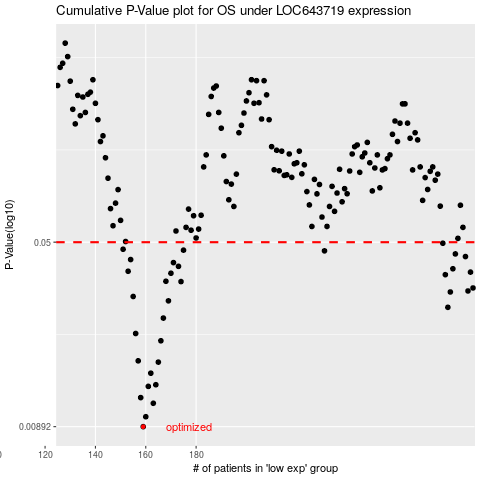 Cumulative P-Value plot for OS under LOC643719 expression
P-Value(log10)
0.05
0.00892
optimized
0 120 140 160 180
# of patients in 'low exp' group